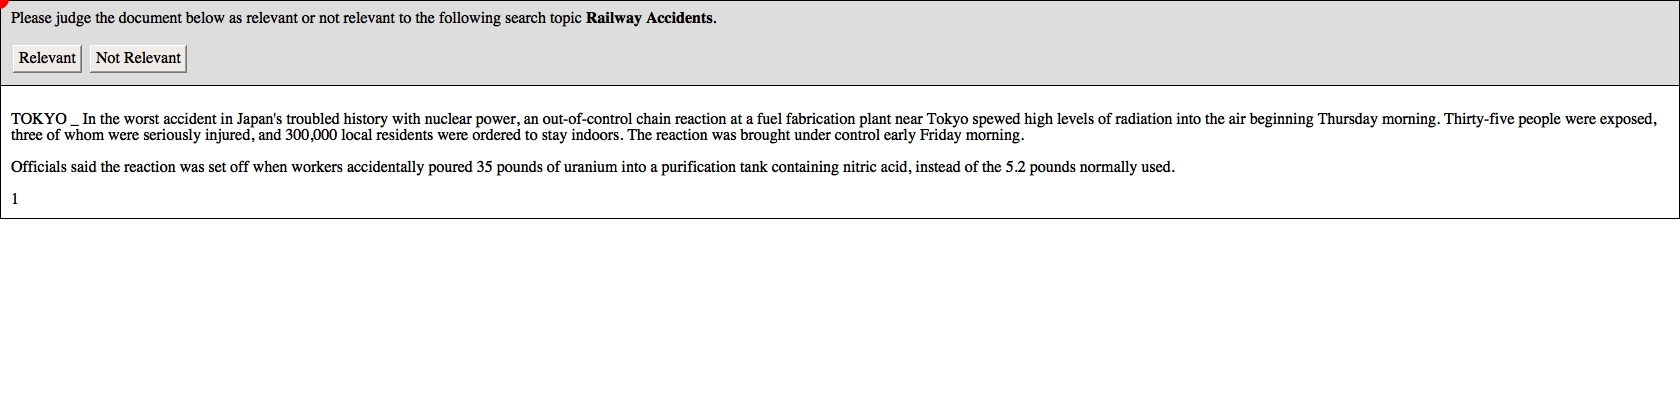 Please judge the document below as relevant or not relevant to the following search topic Railway Accidents.
Relevant Not Relevant
TOKYO _ In the worst accident in Japan's troubled history with nuclear power, an out-of-control chain reaction at a fuel fabrication plant near Tokyo spewed high levels of radiation into the air beginning Thursday morning. Thirty-five people were exposed,
three of whom were seriously injured, and 300,000 local residents were ordered to stay indoors. The reaction was brought under control early Friday morning.
Officials said the reaction was set off when workers accidentally poured 35 pounds of uranium into a purification tank containing nitric acid, instead of the 5.2 pounds normally used.
1